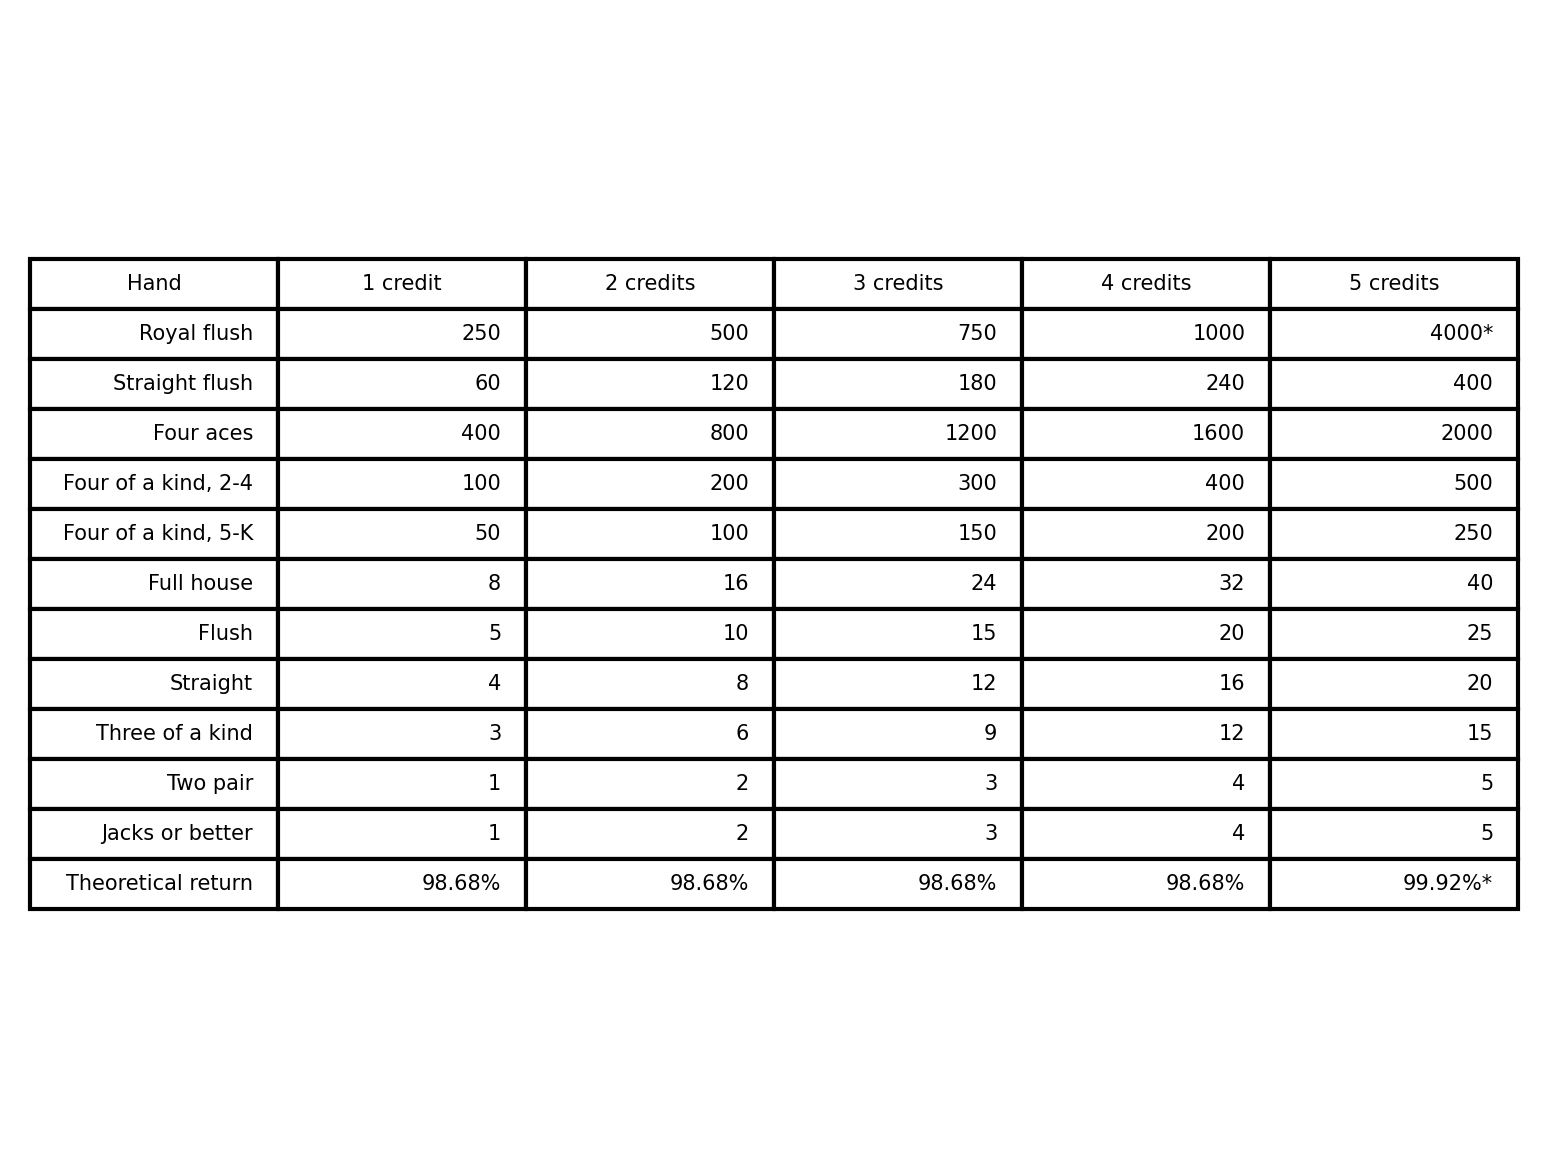 Hand 1 credit 2 credits 3 credits 4 credits 5 credits
Royal flush 250 500 750 1000 4000*
Straight flush 60 120 180 240 400
Four aces 400 800 1200 1600 2000
Four of a kind, 2-4 100 200 300 400 500
Four of a kind, 5-K 50 100 150 200 250
Full house 8 16 24 32 40
Flush 5 10 15 20 25
Straight 4 8 12 16 20
Three of a kind 3 6 9 12 15
Two pair 1 2 3 4 5
Jacks or better 1 2 3 4 5
Theoretical return 98.68% 98.68% 98.68% 98.68% 99.92%*